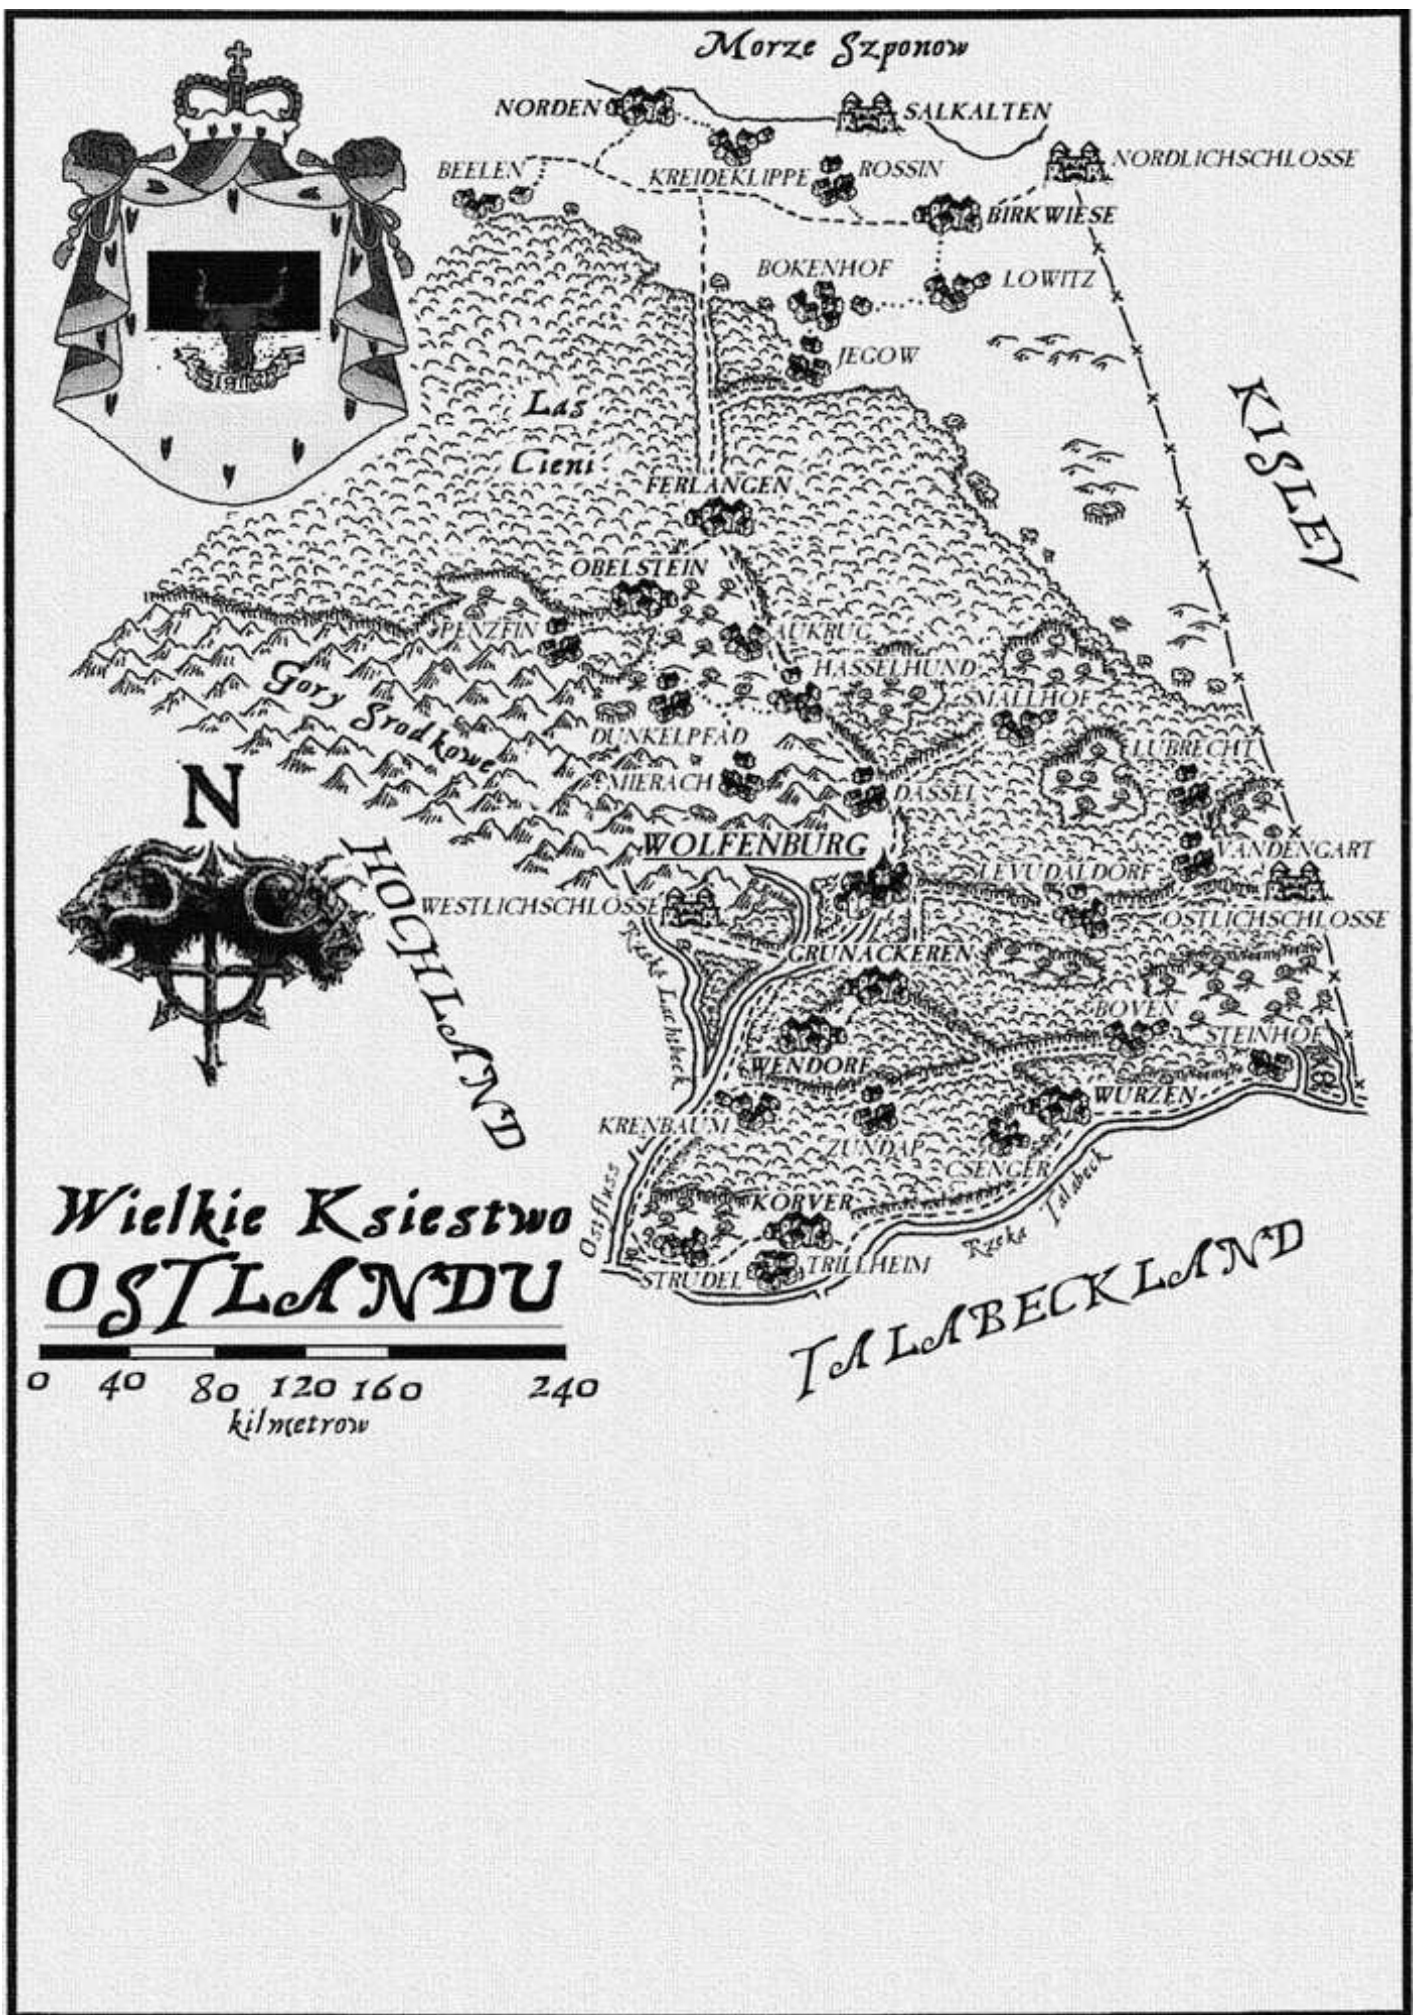 Morze Szponow
NORDEN
SALKALTEN
NORDLICHSCHLOSSE
BEELEN
KREIDEKLIPPE
ROSSIN
BIRKWIESE
BOKENHOF
LOWITZ
JEGOW
KISLEV
Las
Cieni
FERLANGEN
OBELSTEIN
PENZFIN
AUKRUG
HASSELHUND
SMALLHOF
Gory Srodkowe
DUNKELPFAD
LUBRECHT
MIERACH
DASSEL
N
WOLFENBURG
VANDENGART
LEVUDALDORF
WESTLICHSCHLOSSE
OSTLICHSCHLOSSE
HOCHLAND
Rzeka Lachsbeck
GRUNACKEREN
BOVEN
STEINHOF
WENDORF
WURZEN
KRENBAUM
ZUNDAP
CSENGER
Ostfluss
KORVER
Rzeka Talabeck
STRUDEL
TRILLHEIM
TALABECKLAND
Wielkie Ksiestwo
OSTLANDU
0 40 80 120 160 240
kilmetrow